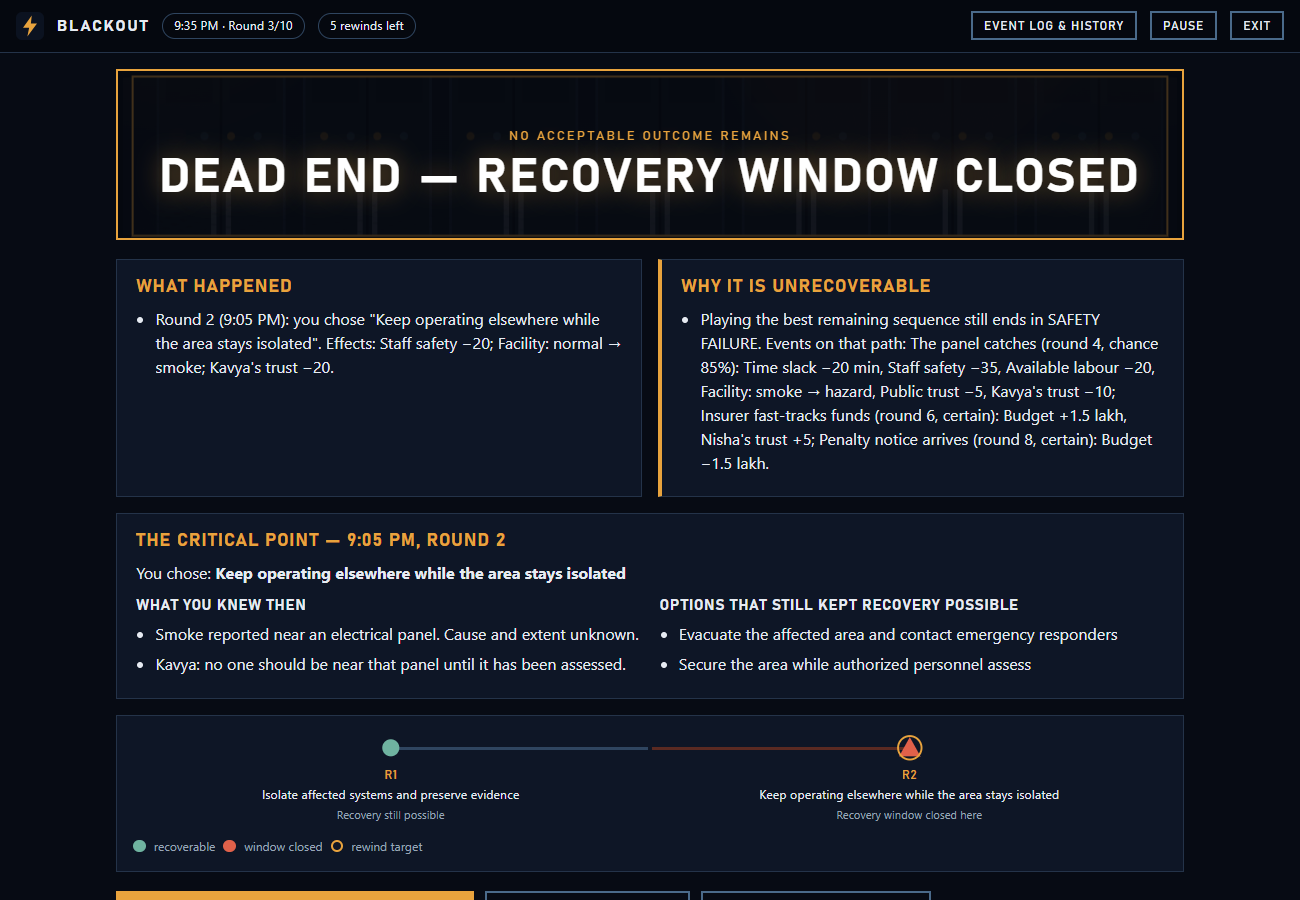 BLACKOUT
9:35 PM · Round 3/10
5 rewinds left
EVENT LOG & HISTORY
PAUSE
EXIT
NO ACCEPTABLE OUTCOME REMAINS
DEAD END — RECOVERY WINDOW CLOSED
WHAT HAPPENED
• Round 2 (9:05 PM): you chose "Keep operating elsewhere while
the area stays isolated". Effects: Staff safety −20; Facility: normal →
smoke; Kavya's trust −20.
WHY IT IS UNRECOVERABLE
• Playing the best remaining sequence still ends in SAFETY
FAILURE. Events on that path: The panel catches (round 4, chance
85%): Time slack −20 min, Staff safety −35, Available labour −20,
Facility: smoke → hazard, Public trust −5, Kavya's trust −10;
Insurer fast-tracks funds (round 6, certain): Budget +1.5 lakh,
Nisha's trust +5; Penalty notice arrives (round 8, certain): Budget
−1.5 lakh.
THE CRITICAL POINT — 9:05 PM, ROUND 2
You chose: Keep operating elsewhere while the area stays isolated
WHAT YOU KNEW THEN
• Smoke reported near an electrical panel. Cause and extent unknown.
• Kavya: no one should be near that panel until it has been assessed.
OPTIONS THAT STILL KEPT RECOVERY POSSIBLE
• Evacuate the affected area and contact emergency responders
• Secure the area while authorized personnel assess
R1
Isolate affected systems and preserve evidence
Recovery still possible
R2
Keep operating elsewhere while the area stays isolated
Recovery window closed here
recoverable
window closed
rewind target